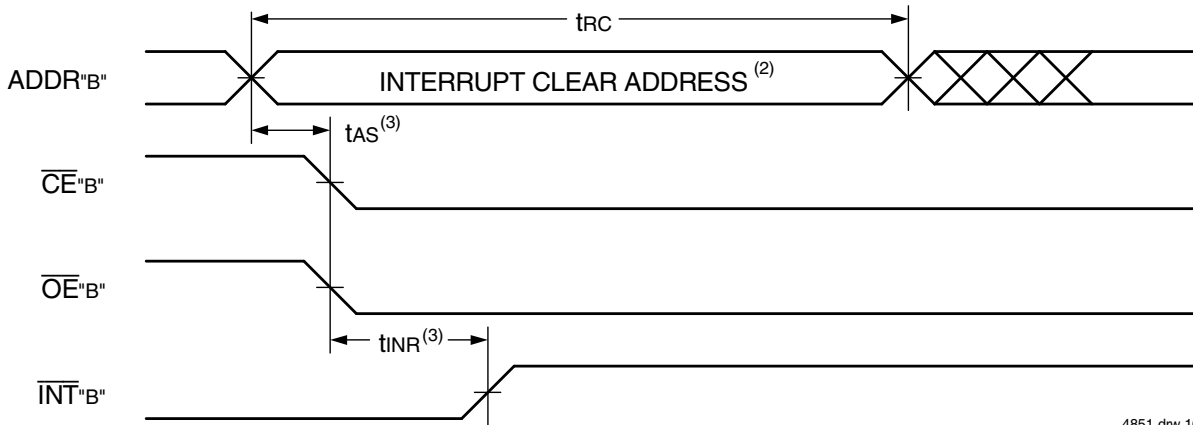 tRC
ADDR"B"
INTERRUPT CLEAR ADDRESS (2)
tAS(3)
CE"B"
OE"B"
tINR(3)
INT"B"